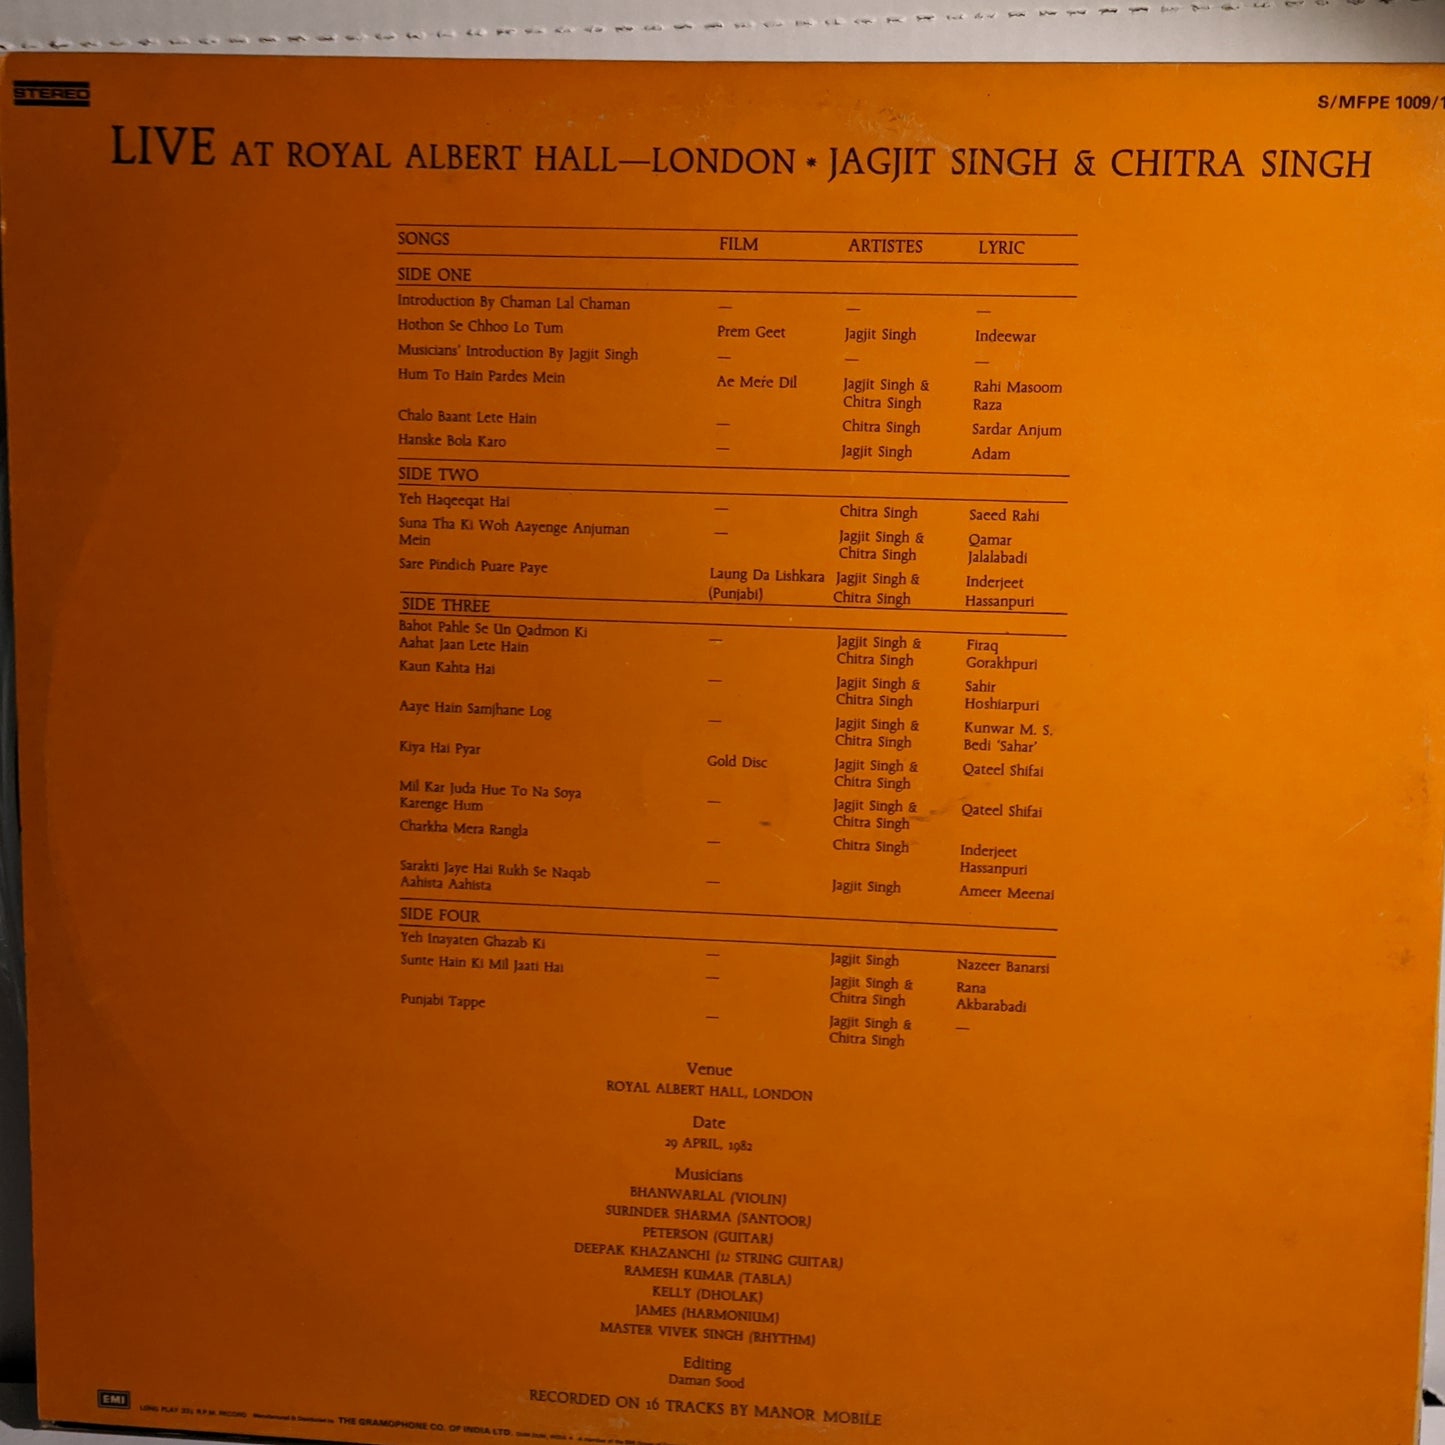 STEREO
S/MFPE 1009/1
LIVE AT ROYAL ALBERT HALL—LONDON * JAGJIT SINGH & CHITRA SINGH
SONGS FILM ARTISTES LYRIC
SIDE ONE
Introduction By Chaman Lal Chaman — — —
Hothon Se Chhoo Lo Tum Prem Geet Jagjit Singh Indeewar
Musicians' Introduction By Jagjit Singh — — —
Hum To Hain Pardes Mein Ae Mere Dil Jagjit Singh & Rahi Masoom
Chitra Singh Raza
Chalo Baant Lete Hain — Chitra Singh Sardar Anjum
Hanske Bola Karo — Jagjit Singh Adam
SIDE TWO
Yeh Haqeeqat Hai — Chitra Singh Saeed Rahi
Suna Tha Ki Woh Aayenge Anjuman — Jagjit Singh & Qamar
Mein Chitra Singh Jalalabadi
Sare Pindich Puare Paye Laung Da Lishkara Jagjit Singh & Inderjeet
(Punjabi) Chitra Singh Hassanpuri
SIDE THREE
Bahot Pahle Se Un Qadmon Ki — Jagjit Singh & Firaq
Aahat Jaan Lete Hain Chitra Singh Gorakhpuri
Kaun Kahta Hai — Jagjit Singh & Sahir
Chitra Singh Hoshiarpuri
Aaye Hain Samjhane Log — Jagjit Singh & Kunwar M. S.
Chitra Singh Bedi 'Sahar'
Kiya Hai Pyar Gold Disc Jagjit Singh & Qateel Shifai
Chitra Singh
Mil Kar Juda Hue To Na Soya — Jagjit Singh & Qateel Shifai
Karenge Hum Chitra Singh
Charkha Mera Rangla — Chitra Singh Inderjeet
Hassanpuri
Sarakti Jaye Hai Rukh Se Naqab — Jagjit Singh Ameer Meenai
Aahista Aahista
SIDE FOUR
Yeh Inayaten Ghazab Ki — Jagjit Singh Nazeer Banarsi
Sunte Hain Ki Mil Jaati Hai — Jagjit Singh & Rana
Chitra Singh Akbarabadi
Punjabi Tappe — Jagjit Singh & —
Chitra Singh
Venue
ROYAL ALBERT HALL, LONDON
Date
29 APRIL, 1982
Musicians
BHANWARLAL (VIOLIN)
SURINDER SHARMA (SANTOOR)
PETERSON (GUITAR)
DEEPAK KHAZANCHI (12 STRING GUITAR)
RAMESH KUMAR (TABLA)
KELLY (DHOLAK)
JAMES (HARMONIUM)
MASTER VIVEK SINGH (RHYTHM)
Editing
Daman Sood
RECORDED ON 16 TRACKS BY MANOR MOBILE
EMI LONG PLAY 33⅓ R.P.M. RECORD Manufactured & Distributed by THE GRAMOPHONE CO. OF INDIA LTD. DUM DUM, INDIA • A member of the